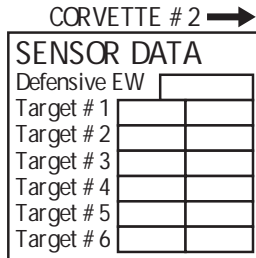 CORVETTE #2
SENSOR DATA
Defensive EW
Target #1
Target #2
Target #3
Target #4
Target #5
Target #6